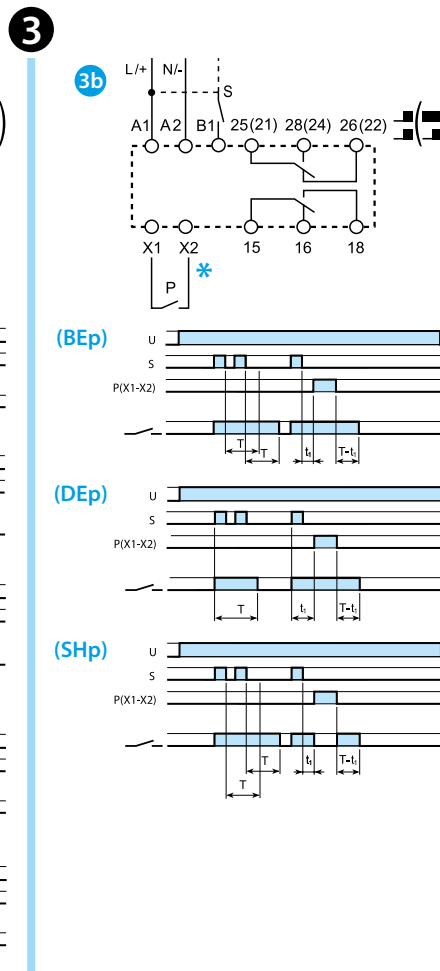 3
3b
L/+ N/-
S
A1 A2 B1 25(21) 28(24) 26(22)
X1 X2 15 16 18
*
P
(BEp)
U
S
P(X1-X2)
T t₁ T-t₁
T
(DEp)
U
S
P(X1-X2)
T t₁ T-t₁
(SHp)
U
S
P(X1-X2)
T t₁ T-t₁
T